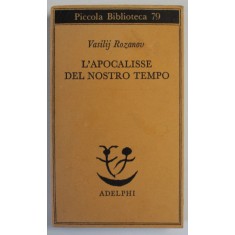 Piccola Biblioteca 79
Vasilij Rozanov
L'APOCALISSE
DEL NOSTRO TEMPO
ADELPHI